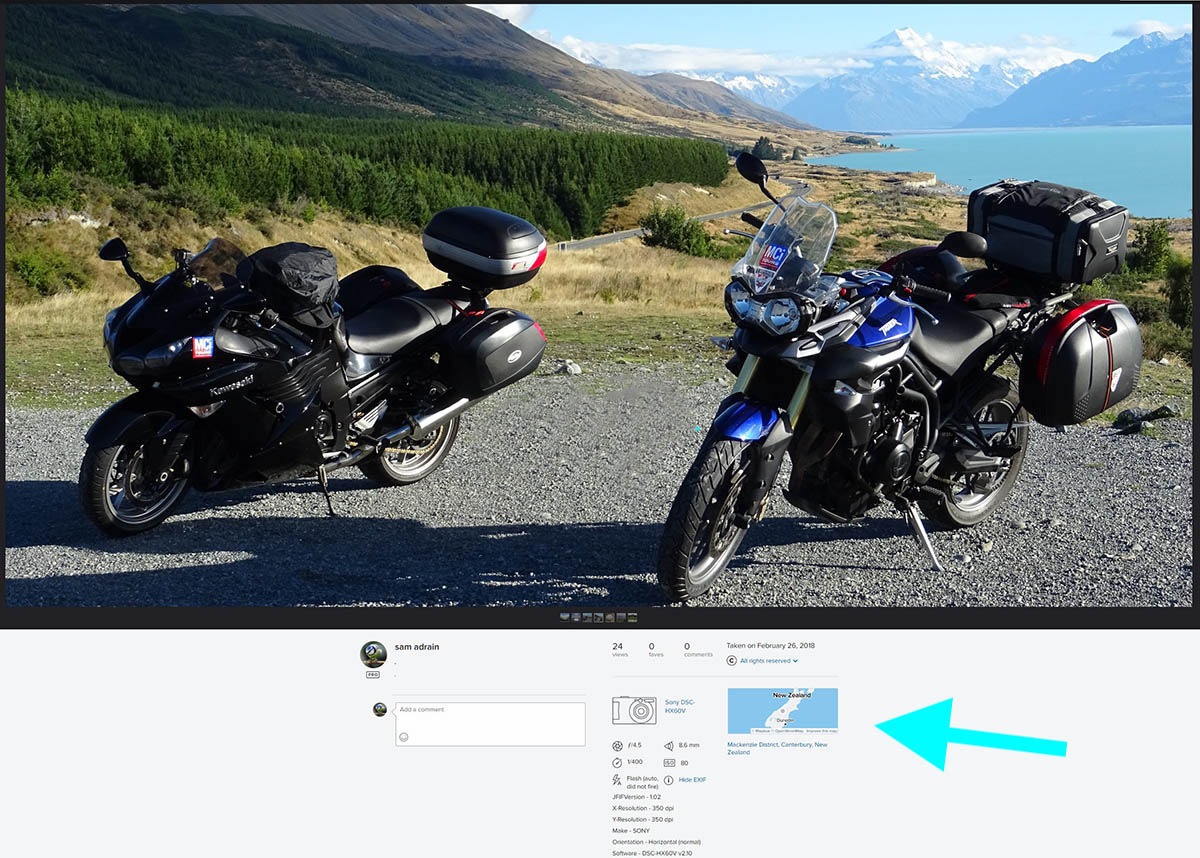 MCi
Kawasaki
MCi
sam adrain
.
PRO
.
Add a comment
24
views
0
faves
0
comments
Taken on February 26, 2018
All rights reserved
Sony DSC-
HX60V
ƒ/4.5
8.6 mm
1/400
ISO
80
Flash (auto,
did not fire)
Hide EXIF
JFIFVersion - 1.02
X-Resolution - 350 dpi
Y-Resolution - 350 dpi
Make - SONY
Orientation - Horizontal (normal)
Software - DSC-HX60V v2.10
New Zealand
Dunedin
© Mapbox © OpenStreetMap Improve this map
Mackenzie District, Canterbury, New
Zealand